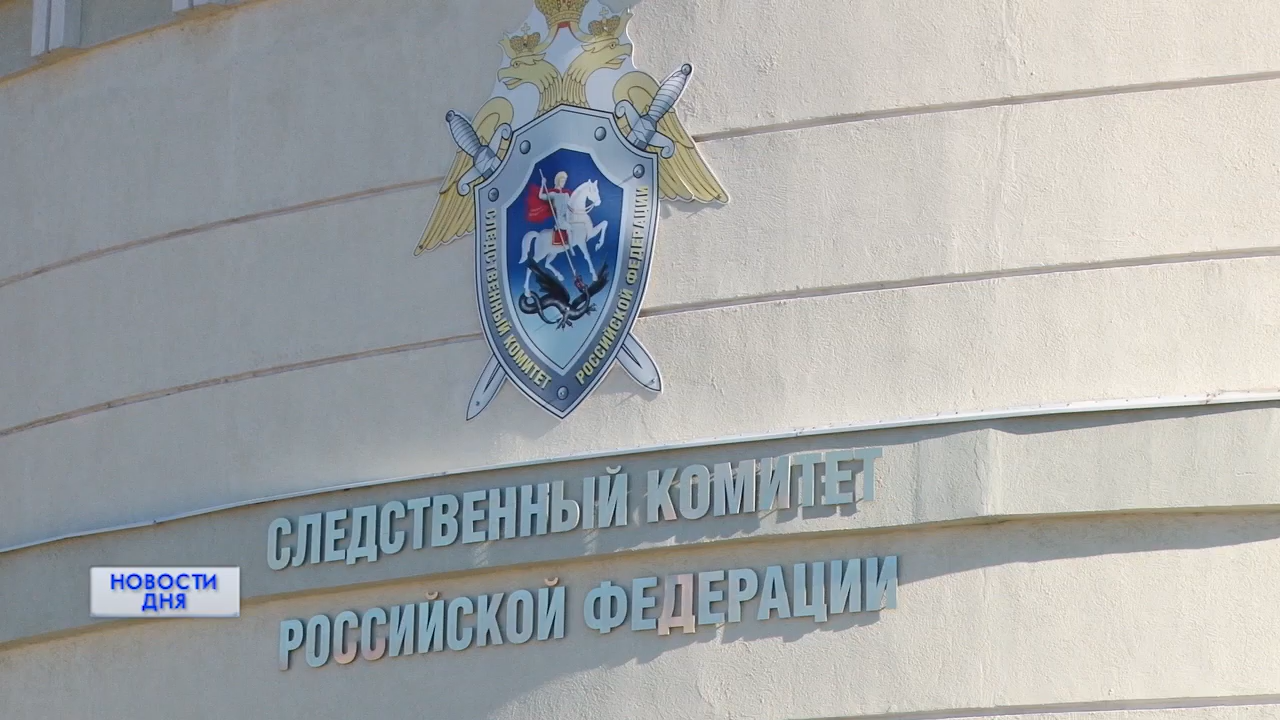 СЛЕДСТВЕННЫЙ КОМИТЕТ
РОССИЙСКОЙ ФЕДЕРАЦИИ
СЛЕДСТВЕННЫЙ КОМИТЕТ
РОССИЙСКОЙ ФЕДЕРАЦИИ
НОВОСТИ
ДНЯ